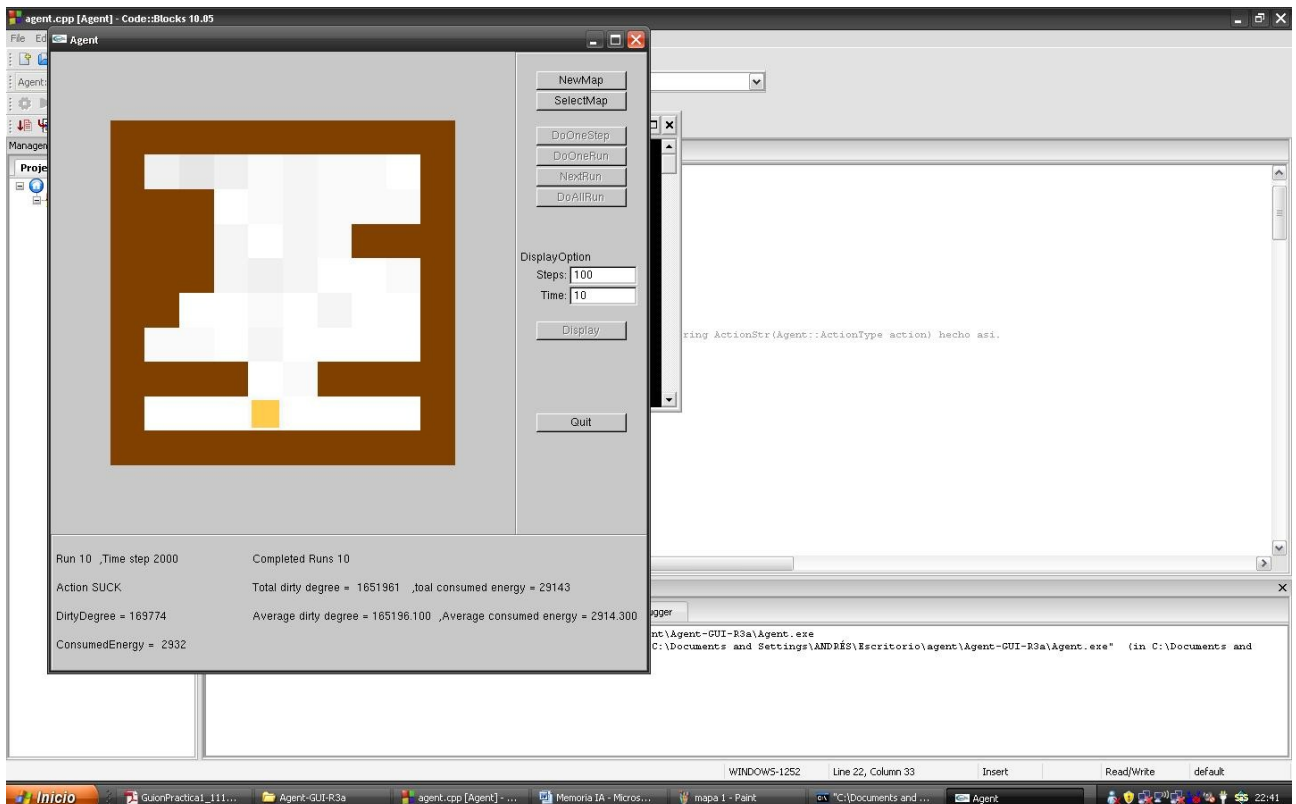 agent.cpp [Agent] - Code::Blocks 10.05
File Ed
Agent
Agent:
NewMap
SelectMap
DoOneStep
DoOneRun
NextRun
DoAllRun
Manager
Proje
DisplayOption
Steps: 100
Time: 10
Display
ring ActionStr(Agent::ActionType action) hecho asi.
Quit
Run 10 ,Time step 2000 Completed Runs 10
Action SUCK Total dirty degree = 1651961 ,toal consumed energy = 29143
DirtyDegree = 169774 Average dirty degree = 165196.100 ,Average consumed energy = 2914.300
ConsumedEnergy = 2932
ugger
nt\Agent-GUI-R3a\Agent.exe
C:\Documents and Settings\ANDRÉS\Escritorio\agent\Agent-GUI-R3a\Agent.exe" (in C:\Documents and
WINDOWS-1252 Line 22, Column 33 Insert Read/Write default
Inicio GuionPractica1_111... Agent-GUI-R3a agent.cpp [Agent] - ... Memoria IA - Micros... mapa 1 - Paint "C:\Documents and ... Agent 22:41